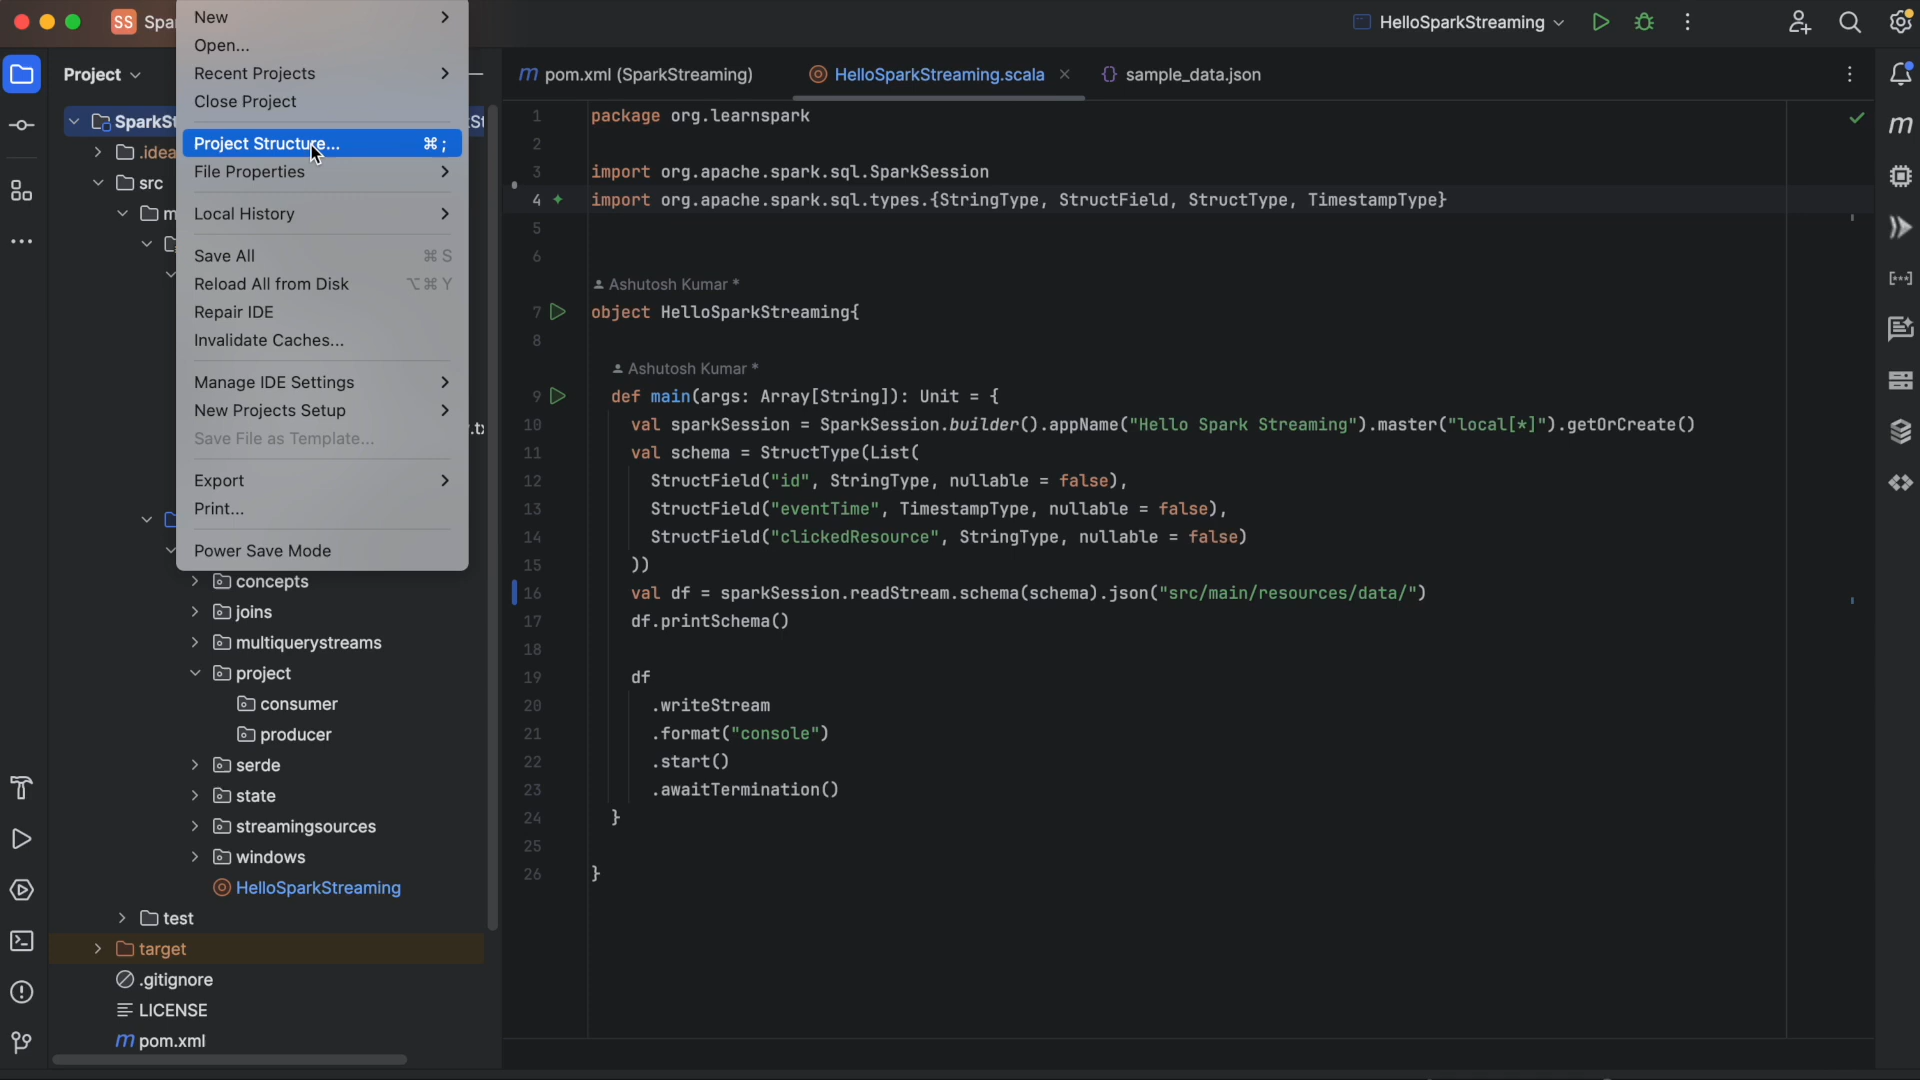 SS Spa
HelloSparkStreaming
New
Open...
Recent Projects
Close Project
Project Structure... ⌘ ;
File Properties
Local History
Save All ⌘ S
Reload All from Disk ⌥ ⌘ Y
Repair IDE
Invalidate Caches...
Manage IDE Settings
New Projects Setup
Save File as Template...
Export
Print...
Power Save Mode
Project
SparkSt
.idea
src
m
concepts
joins
multiquerystreams
project
consumer
producer
serde
state
streamingsources
windows
HelloSparkStreaming
test
target
.gitignore
LICENSE
m pom.xml
m pom.xml (SparkStreaming)
HelloSparkStreaming.scala
{} sample_data.json
1 package org.learnspark
2
3 import org.apache.spark.sql.SparkSession
4 import org.apache.spark.sql.types.{StringType, StructField, StructType, TimestampType}
5
6
Ashutosh Kumar *
7 object HelloSparkStreaming{
8
Ashutosh Kumar *
9 def main(args: Array[String]): Unit = {
10 val sparkSession = SparkSession.builder().appName("Hello Spark Streaming").master("local[*]").getOrCreate()
11 val schema = StructType(List(
12 StructField("id", StringType, nullable = false),
13 StructField("eventTime", TimestampType, nullable = false),
14 StructField("clickedResource", StringType, nullable = false)
15 ))
16 val df = sparkSession.readStream.schema(schema).json("src/main/resources/data/")
17 df.printSchema()
18
19 df
20 .writeStream
21 .format("console")
22 .start()
23 .awaitTermination()
24 }
25
26 }